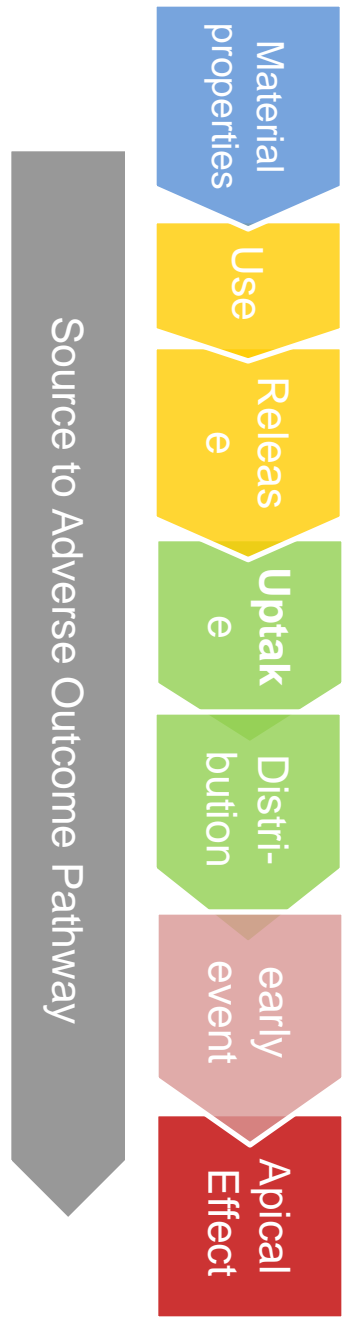 Material
properties
Use
Releas
e
Uptak
e
Distri-
bution
early
event
Apical
Effect
Source to Adverse Outcome Pathway